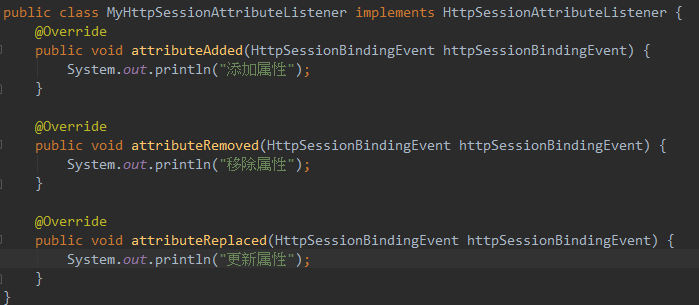 public class MyHttpSessionAttributeListener implements HttpSessionAttributeListener {
    @Override
    public void attributeAdded(HttpSessionBindingEvent httpSessionBindingEvent) {
        System.out.println("添加属性");
    }

    @Override
    public void attributeRemoved(HttpSessionBindingEvent httpSessionBindingEvent) {
        System.out.println("移除属性");
    }

    @Override
    public void attributeReplaced(HttpSessionBindingEvent httpSessionBindingEvent) {
        System.out.println("更新属性");
    }
}